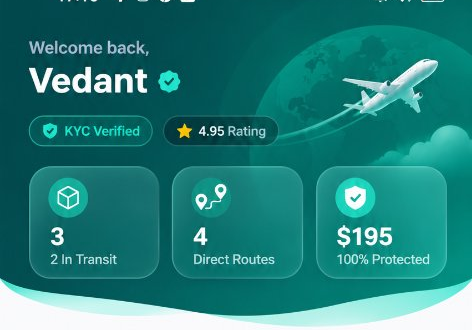 Welcome back,
Vedant
KYC Verified
4.95 Rating
3
2 In Transit
4
Direct Routes
$195
100% Protected